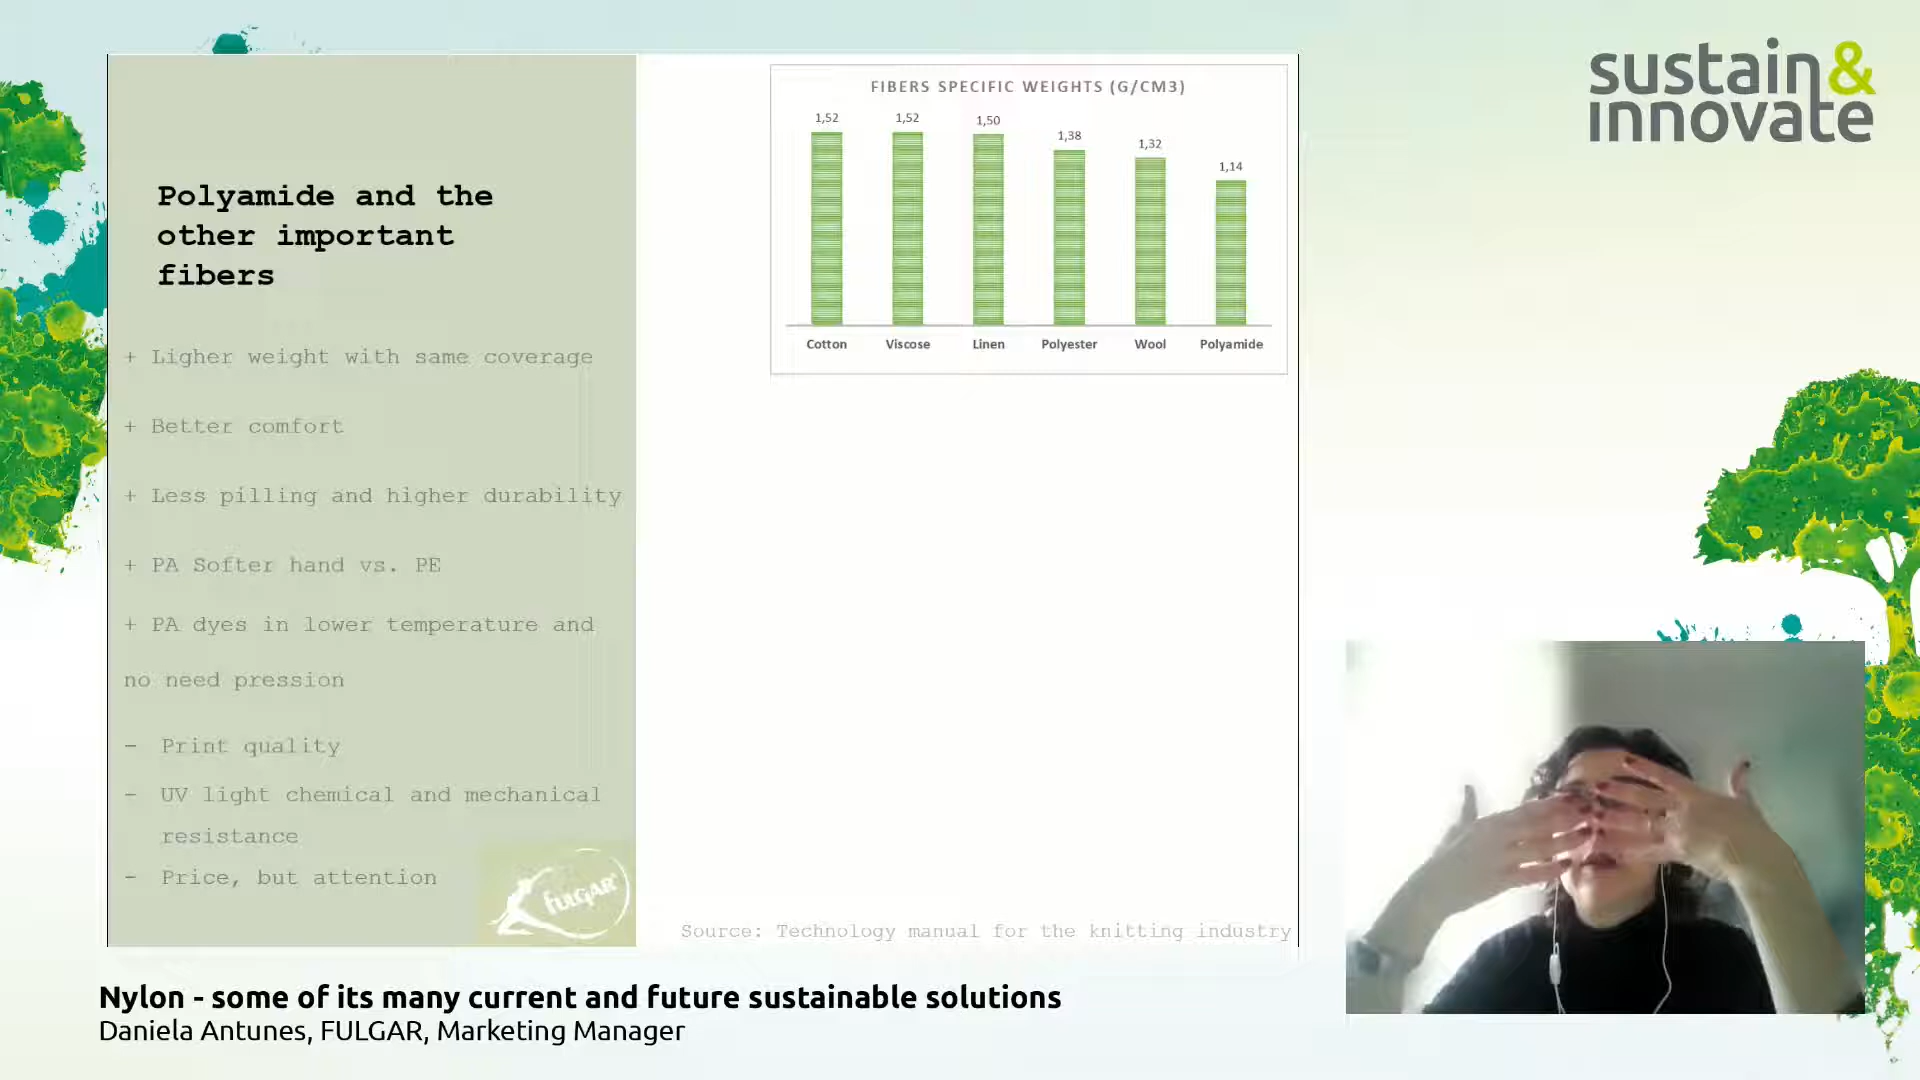 sustain&
innovate
Polyamide and the
other important
fibers
+ Ligher weight with same coverage
+ Better comfort
+ Less pilling and higher durability
+ PA Softer hand vs. PE
+ PA dyes in lower temperature and
no need pression
- Print quality
- UV light chemical and mechanical
resistance
- Price, but attention
FULGAR
FIBERS SPECIFIC WEIGHTS (G/CM3)
1,52 1,52 1,50 1,38 1,32 1,14
Cotton Viscose Linen Polyester Wool Polyamide
Source: Technology manual for the knitting industry
Nylon - some of its many current and future sustainable solutions
Daniela Antunes, FULGAR, Marketing Manager